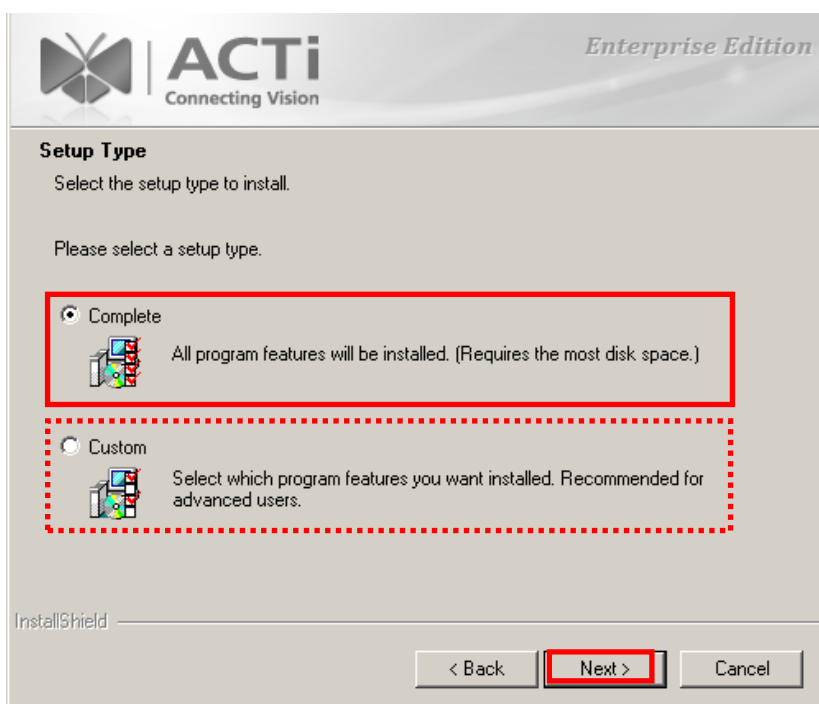 ACTi
Connecting Vision
Enterprise Edition
Setup Type
Select the setup type to install.
Please select a setup type.
Complete
All program features will be installed. (Requires the most disk space.)
Custom
Select which program features you want installed. Recommended for
advanced users.
InstallShield
< Back
Next >
Cancel